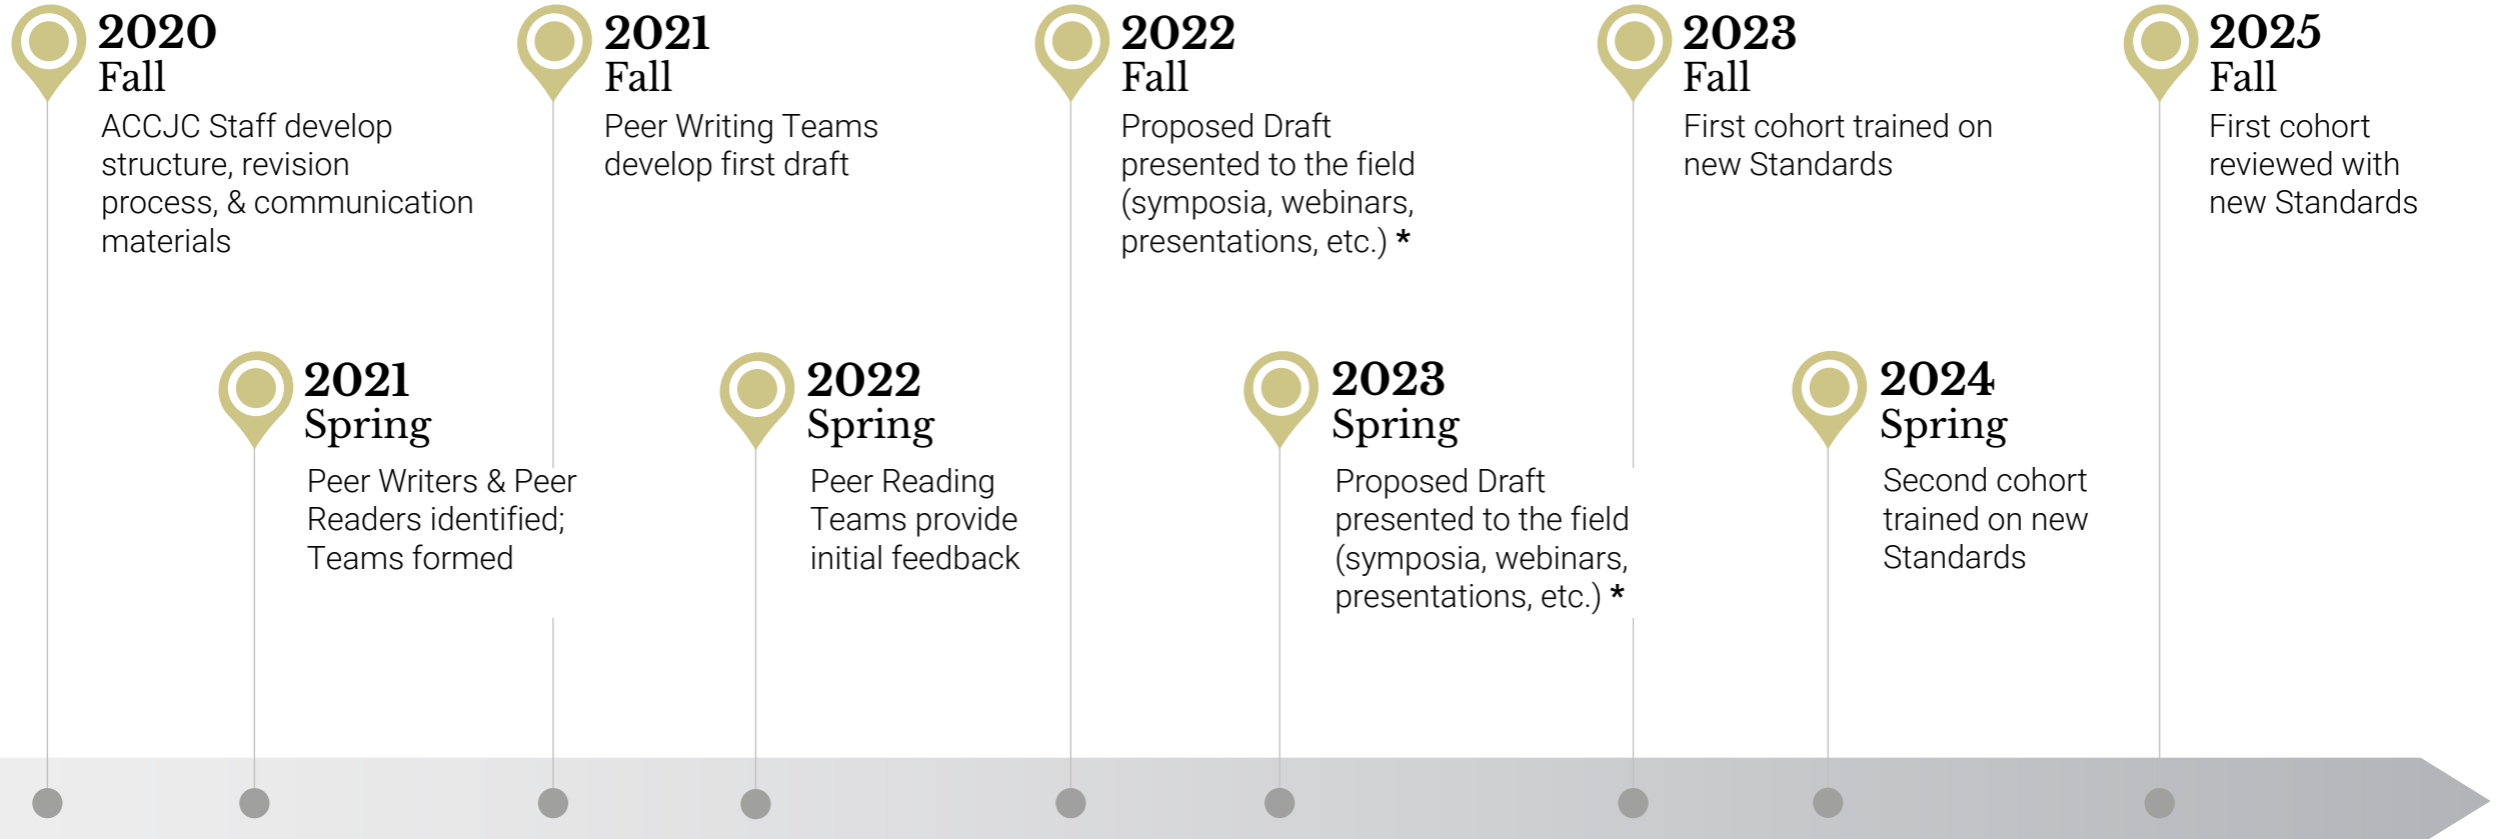 2020
Fall
ACCJC Staff develop
structure, revision
process, & communication
materials
2021
Spring
Peer Writers & Peer
Readers identified;
Teams formed
2021
Fall
Peer Writing Teams
develop first draft
2022
Spring
Peer Reading
Teams provide
initial feedback
2022
Fall
Proposed Draft
presented to the field
(symposia, webinars,
presentations, etc.) *
2023
Spring
Proposed Draft
presented to the field
(symposia, webinars,
presentations, etc.) *
2023
Fall
First cohort trained on
new Standards
2024
Spring
Second cohort
trained on new
Standards
2025
Fall
First cohort
reviewed with
new Standards